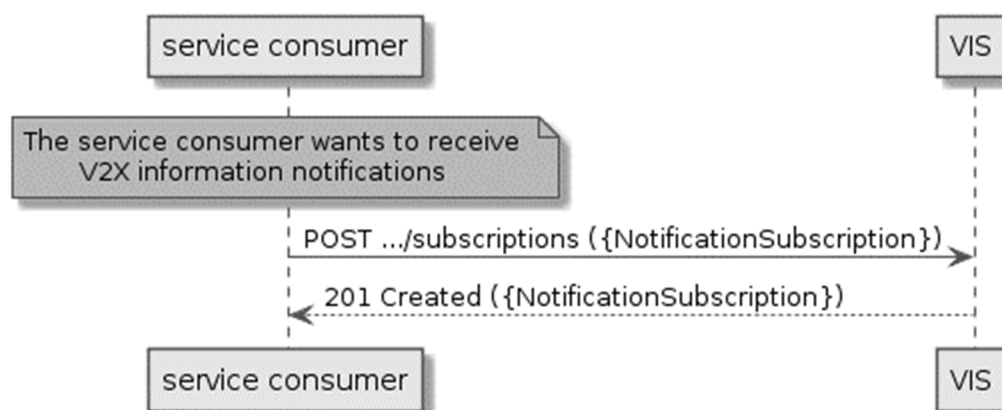 service consumer
VIS
The service consumer wants to receive
V2X information notifications
POST .../subscriptions ({NotificationSubscription})
201 Created ({NotificationSubscription})
service consumer
VIS